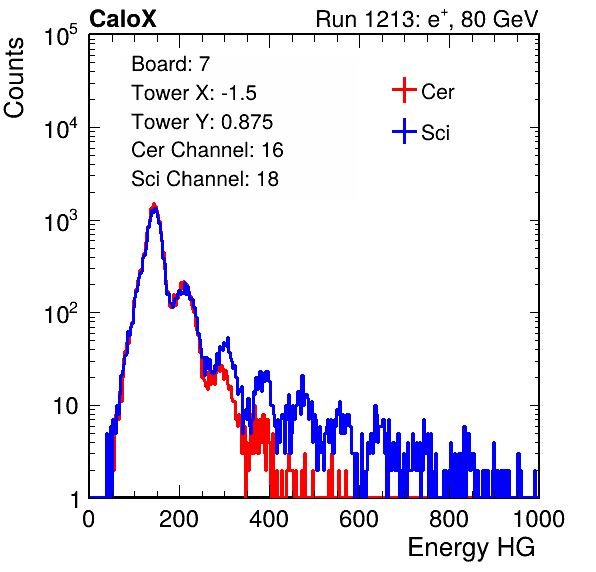 CaloX Run 1213: e⁺, 80 GeV
Counts
Board: 7
Tower X: -1.5
Tower Y: 0.875
Cer Channel: 16
Sci Channel: 18
Cer
Sci
10⁵
10⁴
10³
10²
10
1
0 200 400 600 800 1000
Energy HG